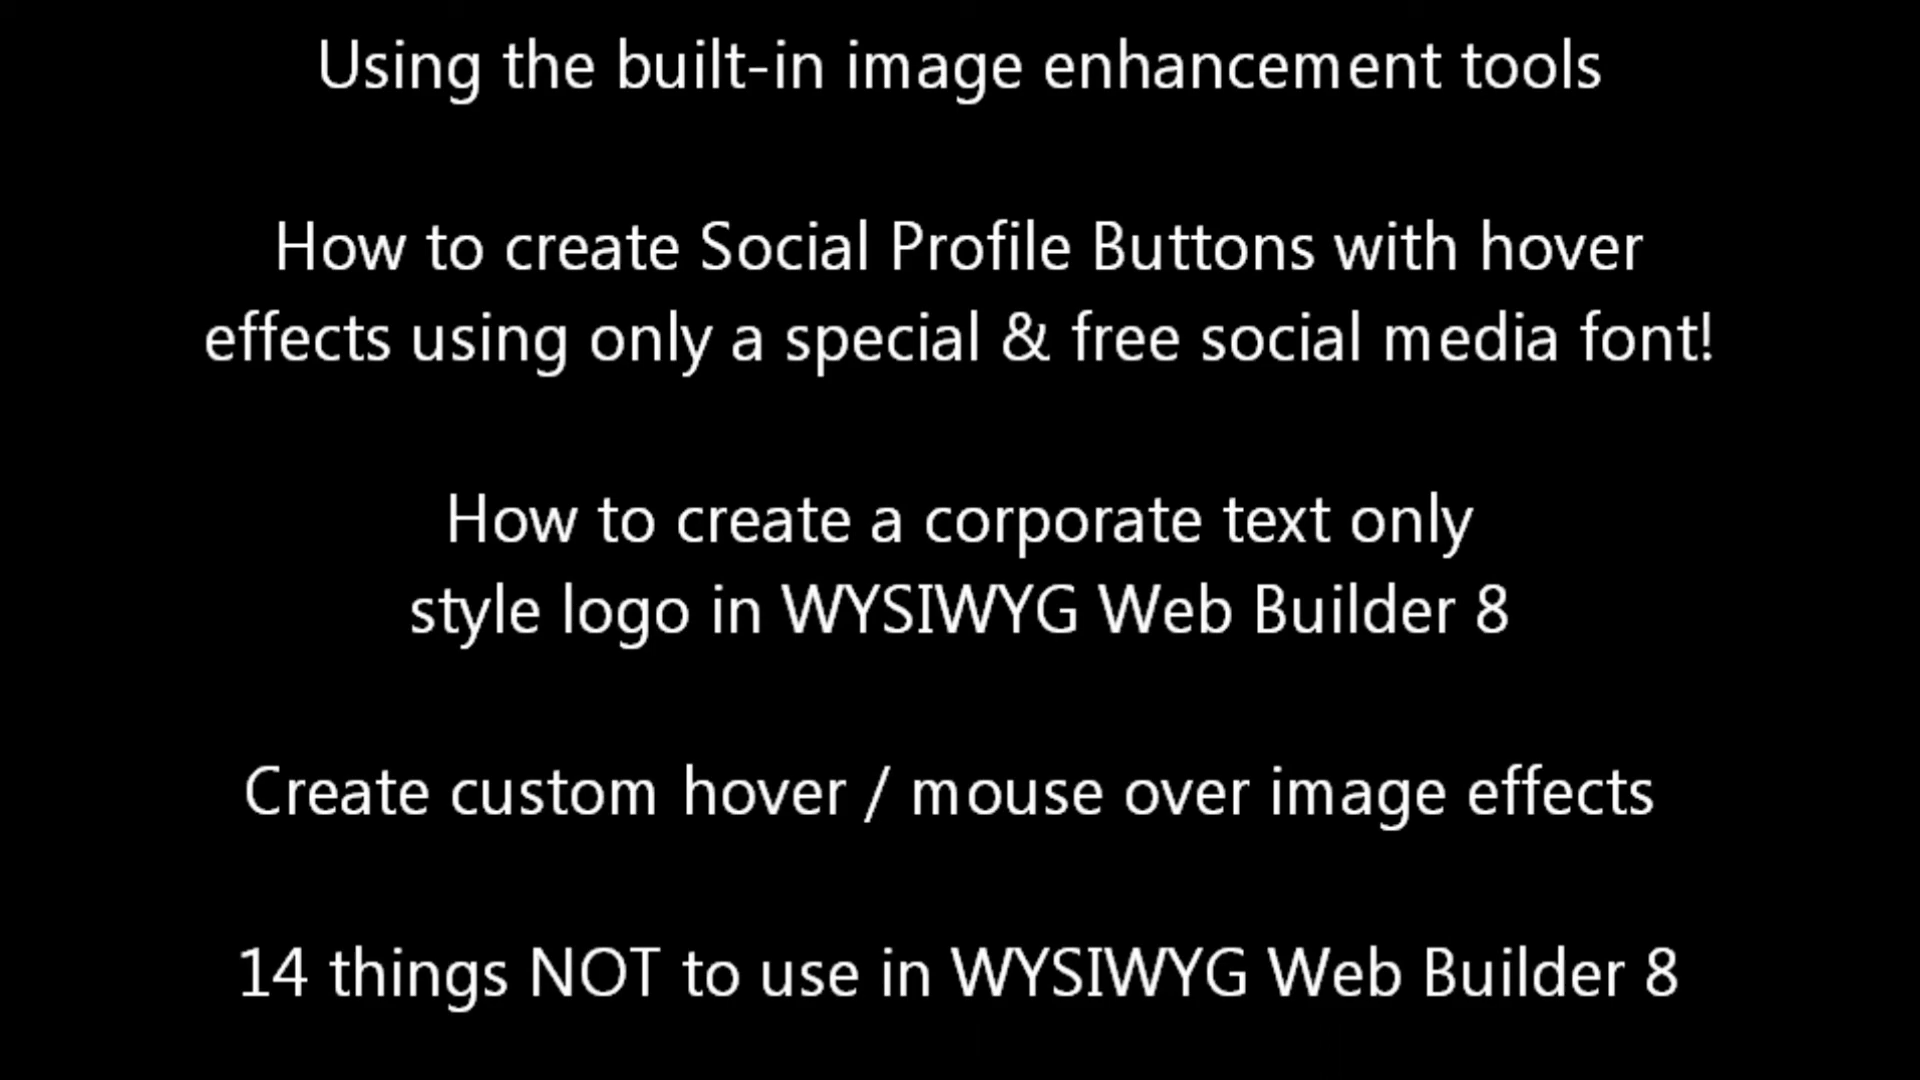 Using the built-in image enhancement tools
How to create Social Profile Buttons with hover
effects using only a special & free social media font!
How to create a corporate text only
style logo in WYSIWYG Web Builder 8
Create custom hover / mouse over image effects
14 things NOT to use in WYSIWYG Web Builder 8